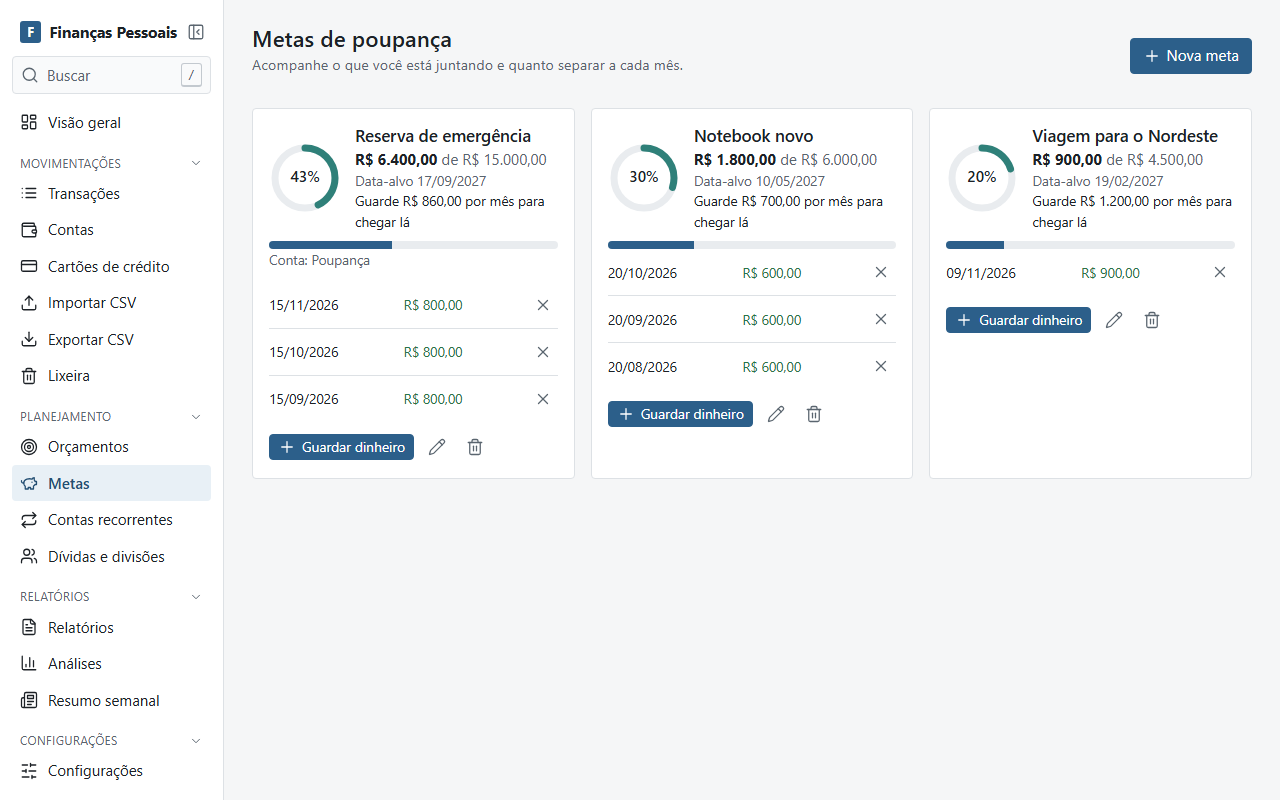 F Finanças Pessoais
Buscar /
Visão geral
MOVIMENTAÇÕES
Transações
Contas
Cartões de crédito
Importar CSV
Exportar CSV
Lixeira
PLANEJAMENTO
Orçamentos
Metas
Contas recorrentes
Dívidas e divisões
RELATÓRIOS
Relatórios
Análises
Resumo semanal
CONFIGURAÇÕES
Configurações
Metas de poupança
Acompanhe o que você está juntando e quanto separar a cada mês.
Nova meta
43%
Reserva de emergência
R$ 6.400,00 de R$ 15.000,00
Data-alvo 17/09/2027
Guarde R$ 860,00 por mês para
chegar lá
Conta: Poupança
15/11/2026 R$ 800,00
15/10/2026 R$ 800,00
15/09/2026 R$ 800,00
Guardar dinheiro
30%
Notebook novo
R$ 1.800,00 de R$ 6.000,00
Data-alvo 10/05/2027
Guarde R$ 700,00 por mês para
chegar lá
20/10/2026 R$ 600,00
20/09/2026 R$ 600,00
20/08/2026 R$ 600,00
Guardar dinheiro
20%
Viagem para o Nordeste
R$ 900,00 de R$ 4.500,00
Data-alvo 19/02/2027
Guarde R$ 1.200,00 por mês para
chegar lá
09/11/2026 R$ 900,00
Guardar dinheiro